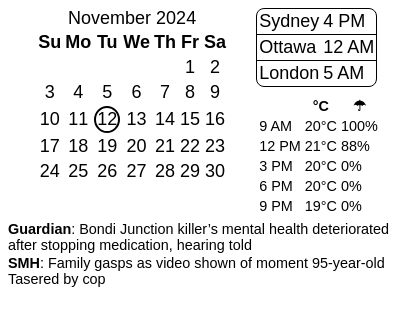 November 2024
Su Mo Tu We Th Fr Sa
1 2
3 4 5 6 7 8 9
10 11 12 13 14 15 16
17 18 19 20 21 22 23
24 25 26 27 28 29 30
Sydney 4 PM
Ottawa 12 AM
London 5 AM
°C ☂
9 AM 20°C 100%
12 PM 21°C 88%
3 PM 20°C 0%
6 PM 20°C 0%
9 PM 19°C 0%
Guardian: Bondi Junction killer’s mental health deteriorated
after stopping medication, hearing told
SMH: Family gasps as video shown of moment 95-year-old
Tasered by cop